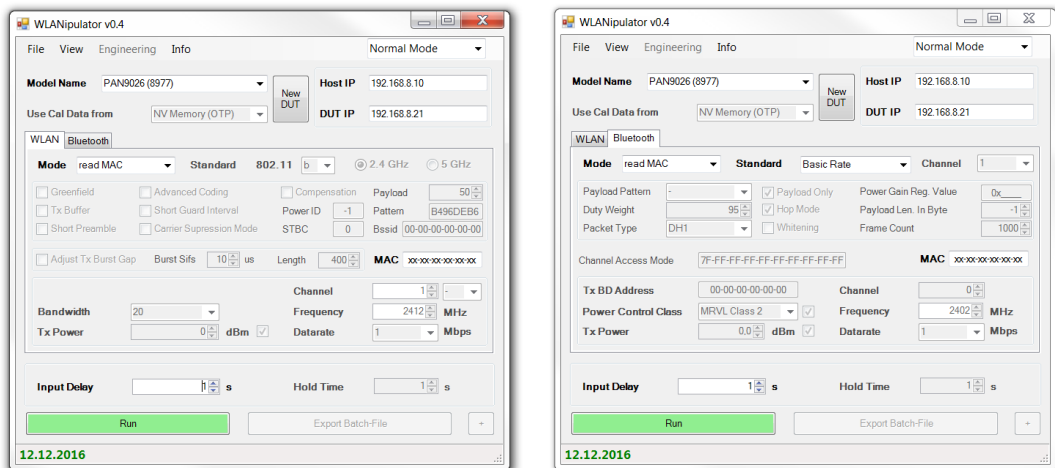 WLANipulator v0.4
File View Engineering Info Normal Mode
Model Name PAN9026 (8977) New DUT Host IP 192.168.8.10
Use Cal Data from NV Memory (OTP) DUT IP 192.168.8.21
WLAN Bluetooth
Mode read MAC Standard 802.11 b 2.4 GHz 5 GHz
Greenfield Advanced Coding Compensation Payload 50
Tx Buffer Short Guard Interval Power ID -1 Pattern B496DEB6
Short Preamble Carrier Supression Mode STBC 0 Bssid 00-00-00-00-00-00
Adjust Tx Burst Gap Burst Sifs 10 us Length 400 MAC xx-xx-xx-xx-xx-xx
Channel 1 -
Bandwidth 20 Frequency 2412 MHz
Tx Power 0 dBm Datarate 1 Mbps
Input Delay 1 s Hold Time 1 s
Run Export Batch-File +
12.12.2016
WLANipulator v0.4
File View Engineering Info Normal Mode
Model Name PAN9026 (8977) New DUT Host IP 192.168.8.10
Use Cal Data from NV Memory (OTP) DUT IP 192.168.8.21
WLAN Bluetooth
Mode read MAC Standard Basic Rate Channel 1
Payload Pattern - Payload Only Power Gain Reg. Value 0x____
Duty Weight 95 Hop Mode Payload Len. In Byte -1
Packet Type DH1 Whitening Frame Count 1000
Channel Access Mode 7F-FF-FF-FF-FF-FF-FF-FF-FF-FF MAC xx-xx-xx-xx-xx-xx
Tx BD Address 00-00-00-00-00-00 Channel 0
Power Control Class MRVL Class 2 Frequency 2402 MHz
Tx Power 0,0 dBm Datarate 1 Mbps
Input Delay 1 s Hold Time 1 s
Run Export Batch-File +
12.12.2016